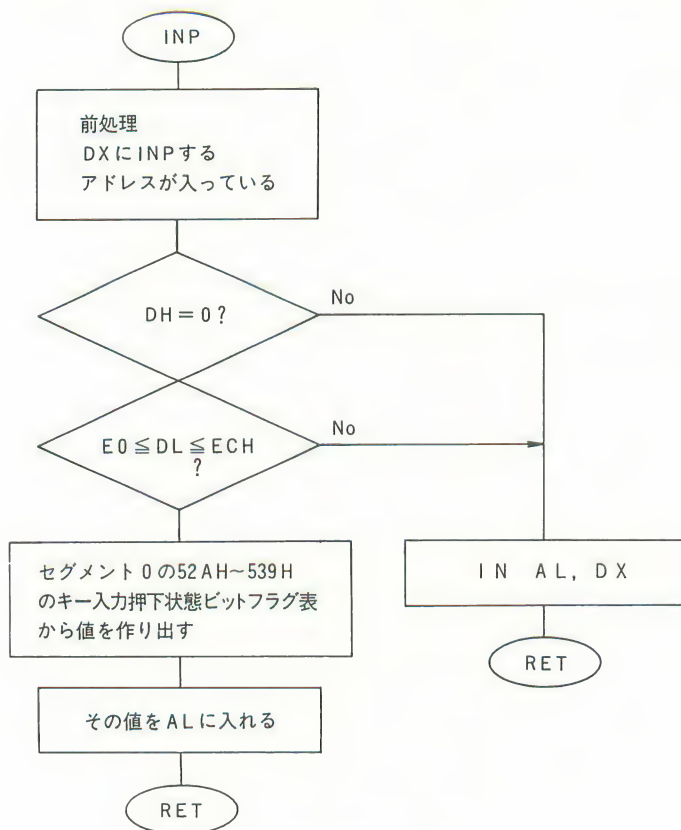 INP
前処理
DXにINPする
アドレスが入っている
DH=0?
No
E0≦DL≦ECH
?
No
セグメント0の52AH~539H
のキー入力押下状態ビットフラグ表
から値を作り出す
IN AL, DX
その値をALに入れる
RET
RET